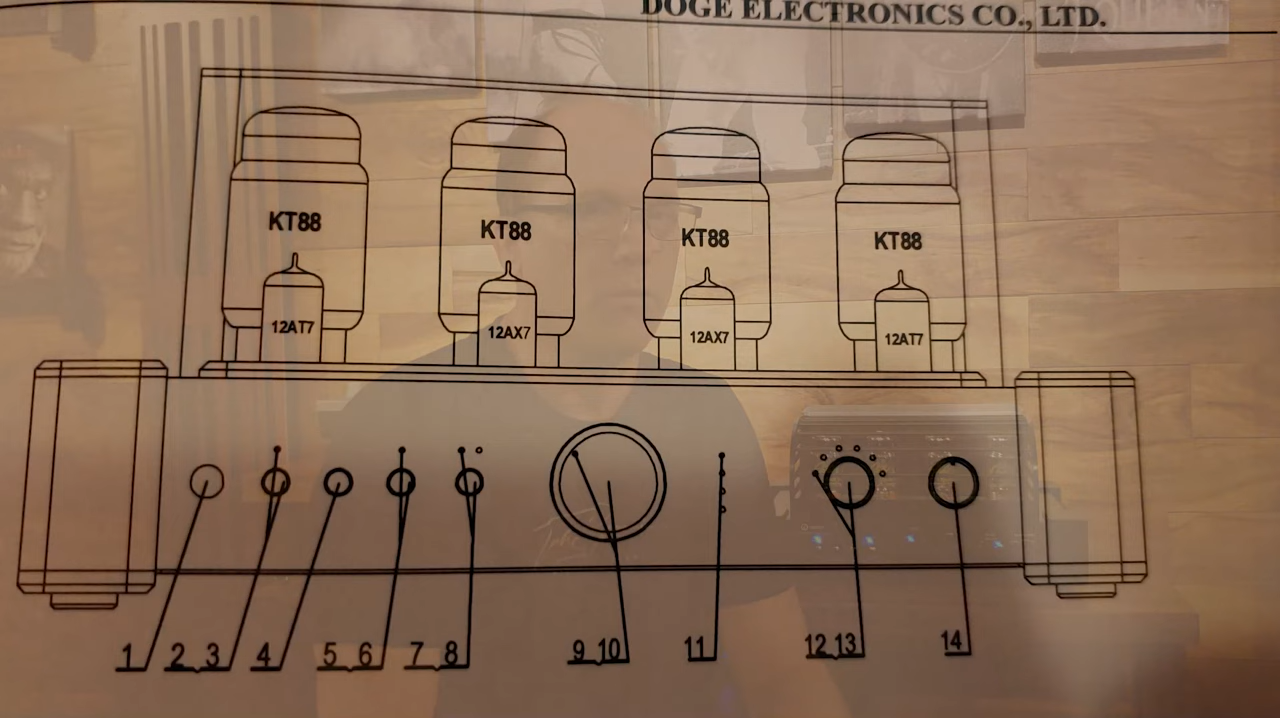 DOGE ELECTRONICS CO., LTD.
KT88 KT88 KT88 KT88
12AT7 12AX7 12AX7 12AT7
1 2 3 4 5 6 7 8 9 10 11 12 13 14